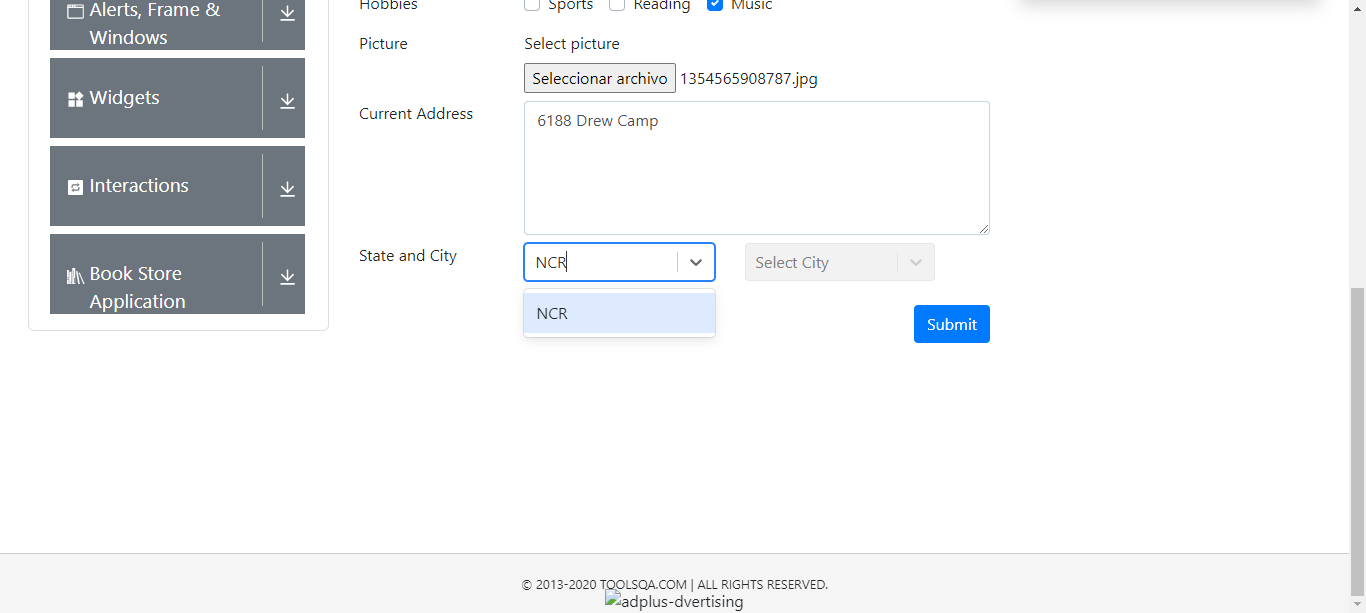 Alerts, Frame &
Windows
Widgets
Interactions
Book Store
Application
Hobbies
Sports Reading Music
Picture
Select picture
Seleccionar archivo 1354565908787.jpg
Current Address
6188 Drew Camp
State and City
NCR
Select City
NCR
Submit
© 2013-2020 TOOLSQA.COM | ALL RIGHTS RESERVED.
adplus-dvertising